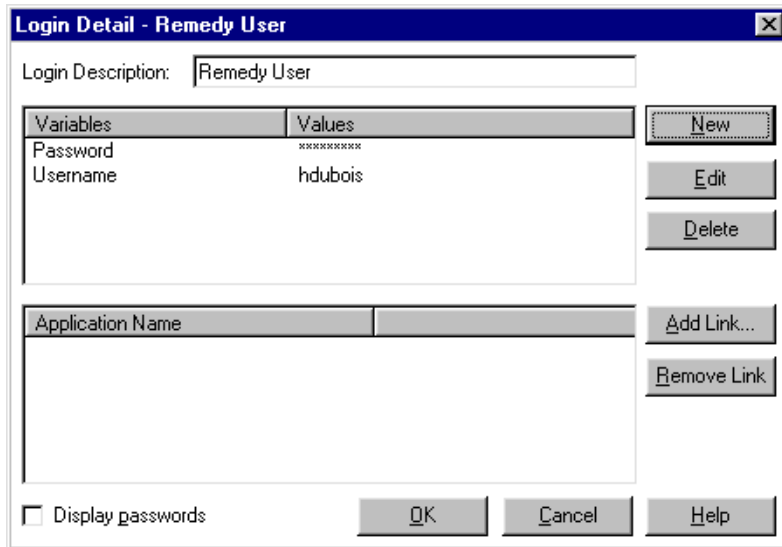 Login Detail - Remedy User
Login Description: Remedy User
Variables Values New
Password ********* 
Username hdubois Edit
Delete
Application Name Add Link...
Remove Link
Display passwords OK Cancel Help